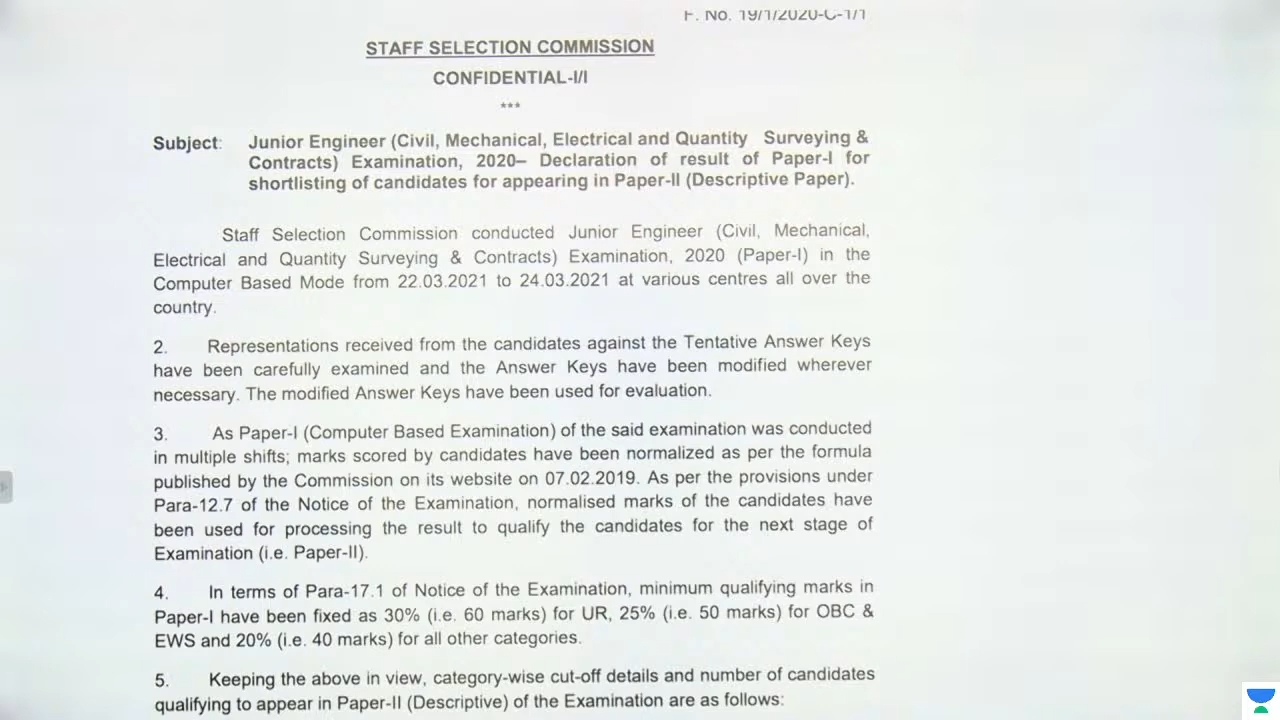 F. No. 19/1/2020-C-1/1
STAFF SELECTION COMMISSION
CONFIDENTIAL-I/I
***
Subject: Junior Engineer (Civil, Mechanical, Electrical and Quantity Surveying &
Contracts) Examination, 2020– Declaration of result of Paper-I for
shortlisting of candidates for appearing in Paper-II (Descriptive Paper).
Staff Selection Commission conducted Junior Engineer (Civil, Mechanical,
Electrical and Quantity Surveying & Contracts) Examination, 2020 (Paper-I) in the
Computer Based Mode from 22.03.2021 to 24.03.2021 at various centres all over the
country.
2. Representations received from the candidates against the Tentative Answer Keys
have been carefully examined and the Answer Keys have been modified wherever
necessary. The modified Answer Keys have been used for evaluation.
3. As Paper-I (Computer Based Examination) of the said examination was conducted
in multiple shifts; marks scored by candidates have been normalized as per the formula
published by the Commission on its website on 07.02.2019. As per the provisions under
Para-12.7 of the Notice of the Examination, normalised marks of the candidates have
been used for processing the result to qualify the candidates for the next stage of
Examination (i.e. Paper-II).
4. In terms of Para-17.1 of Notice of the Examination, minimum qualifying marks in
Paper-I have been fixed as 30% (i.e. 60 marks) for UR, 25% (i.e. 50 marks) for OBC &
EWS and 20% (i.e. 40 marks) for all other categories.
5. Keeping the above in view, category-wise cut-off details and number of candidates
qualifying to appear in Paper-II (Descriptive) of the Examination are as follows: